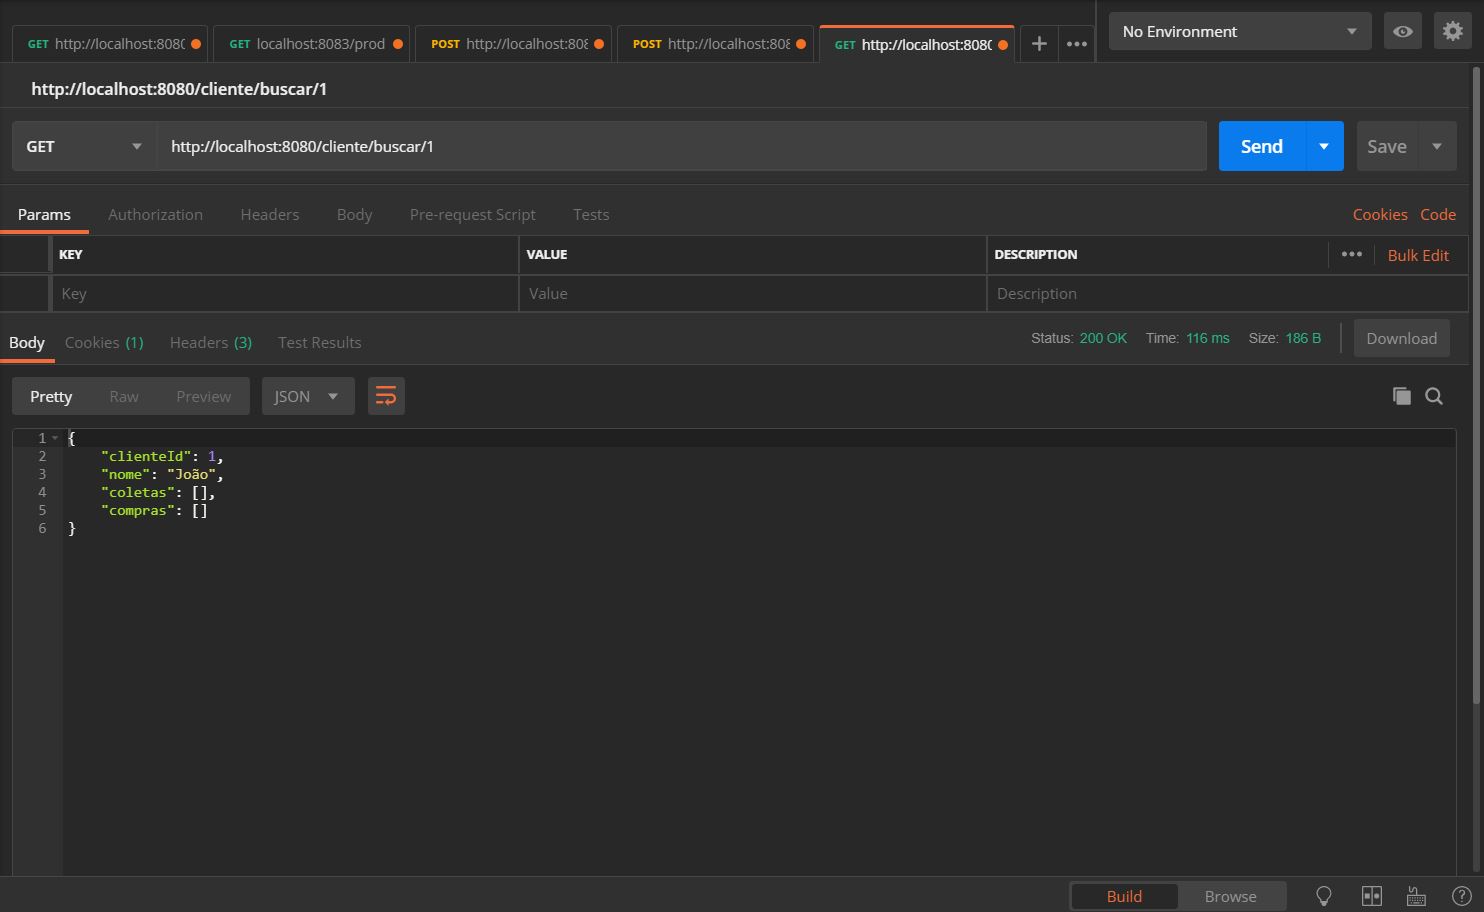 GET http://localhost:8080
GET localhost:8083/prod
POST http://localhost:808
POST http://localhost:808
GET http://localhost:8080
No Environment
http://localhost:8080/cliente/buscar/1
GET http://localhost:8080/cliente/buscar/1 Send Save
Params Authorization Headers Body Pre-request Script Tests Cookies Code
KEY VALUE DESCRIPTION Bulk Edit
Key Value Description
Body Cookies (1) Headers (3) Test Results Status: 200 OK Time: 116 ms Size: 186 B Download
Pretty Raw Preview JSON
1 {
2 "clienteId": 1,
3 "nome": "João",
4 "coletas": [],
5 "compras": []
6 }
Build Browse